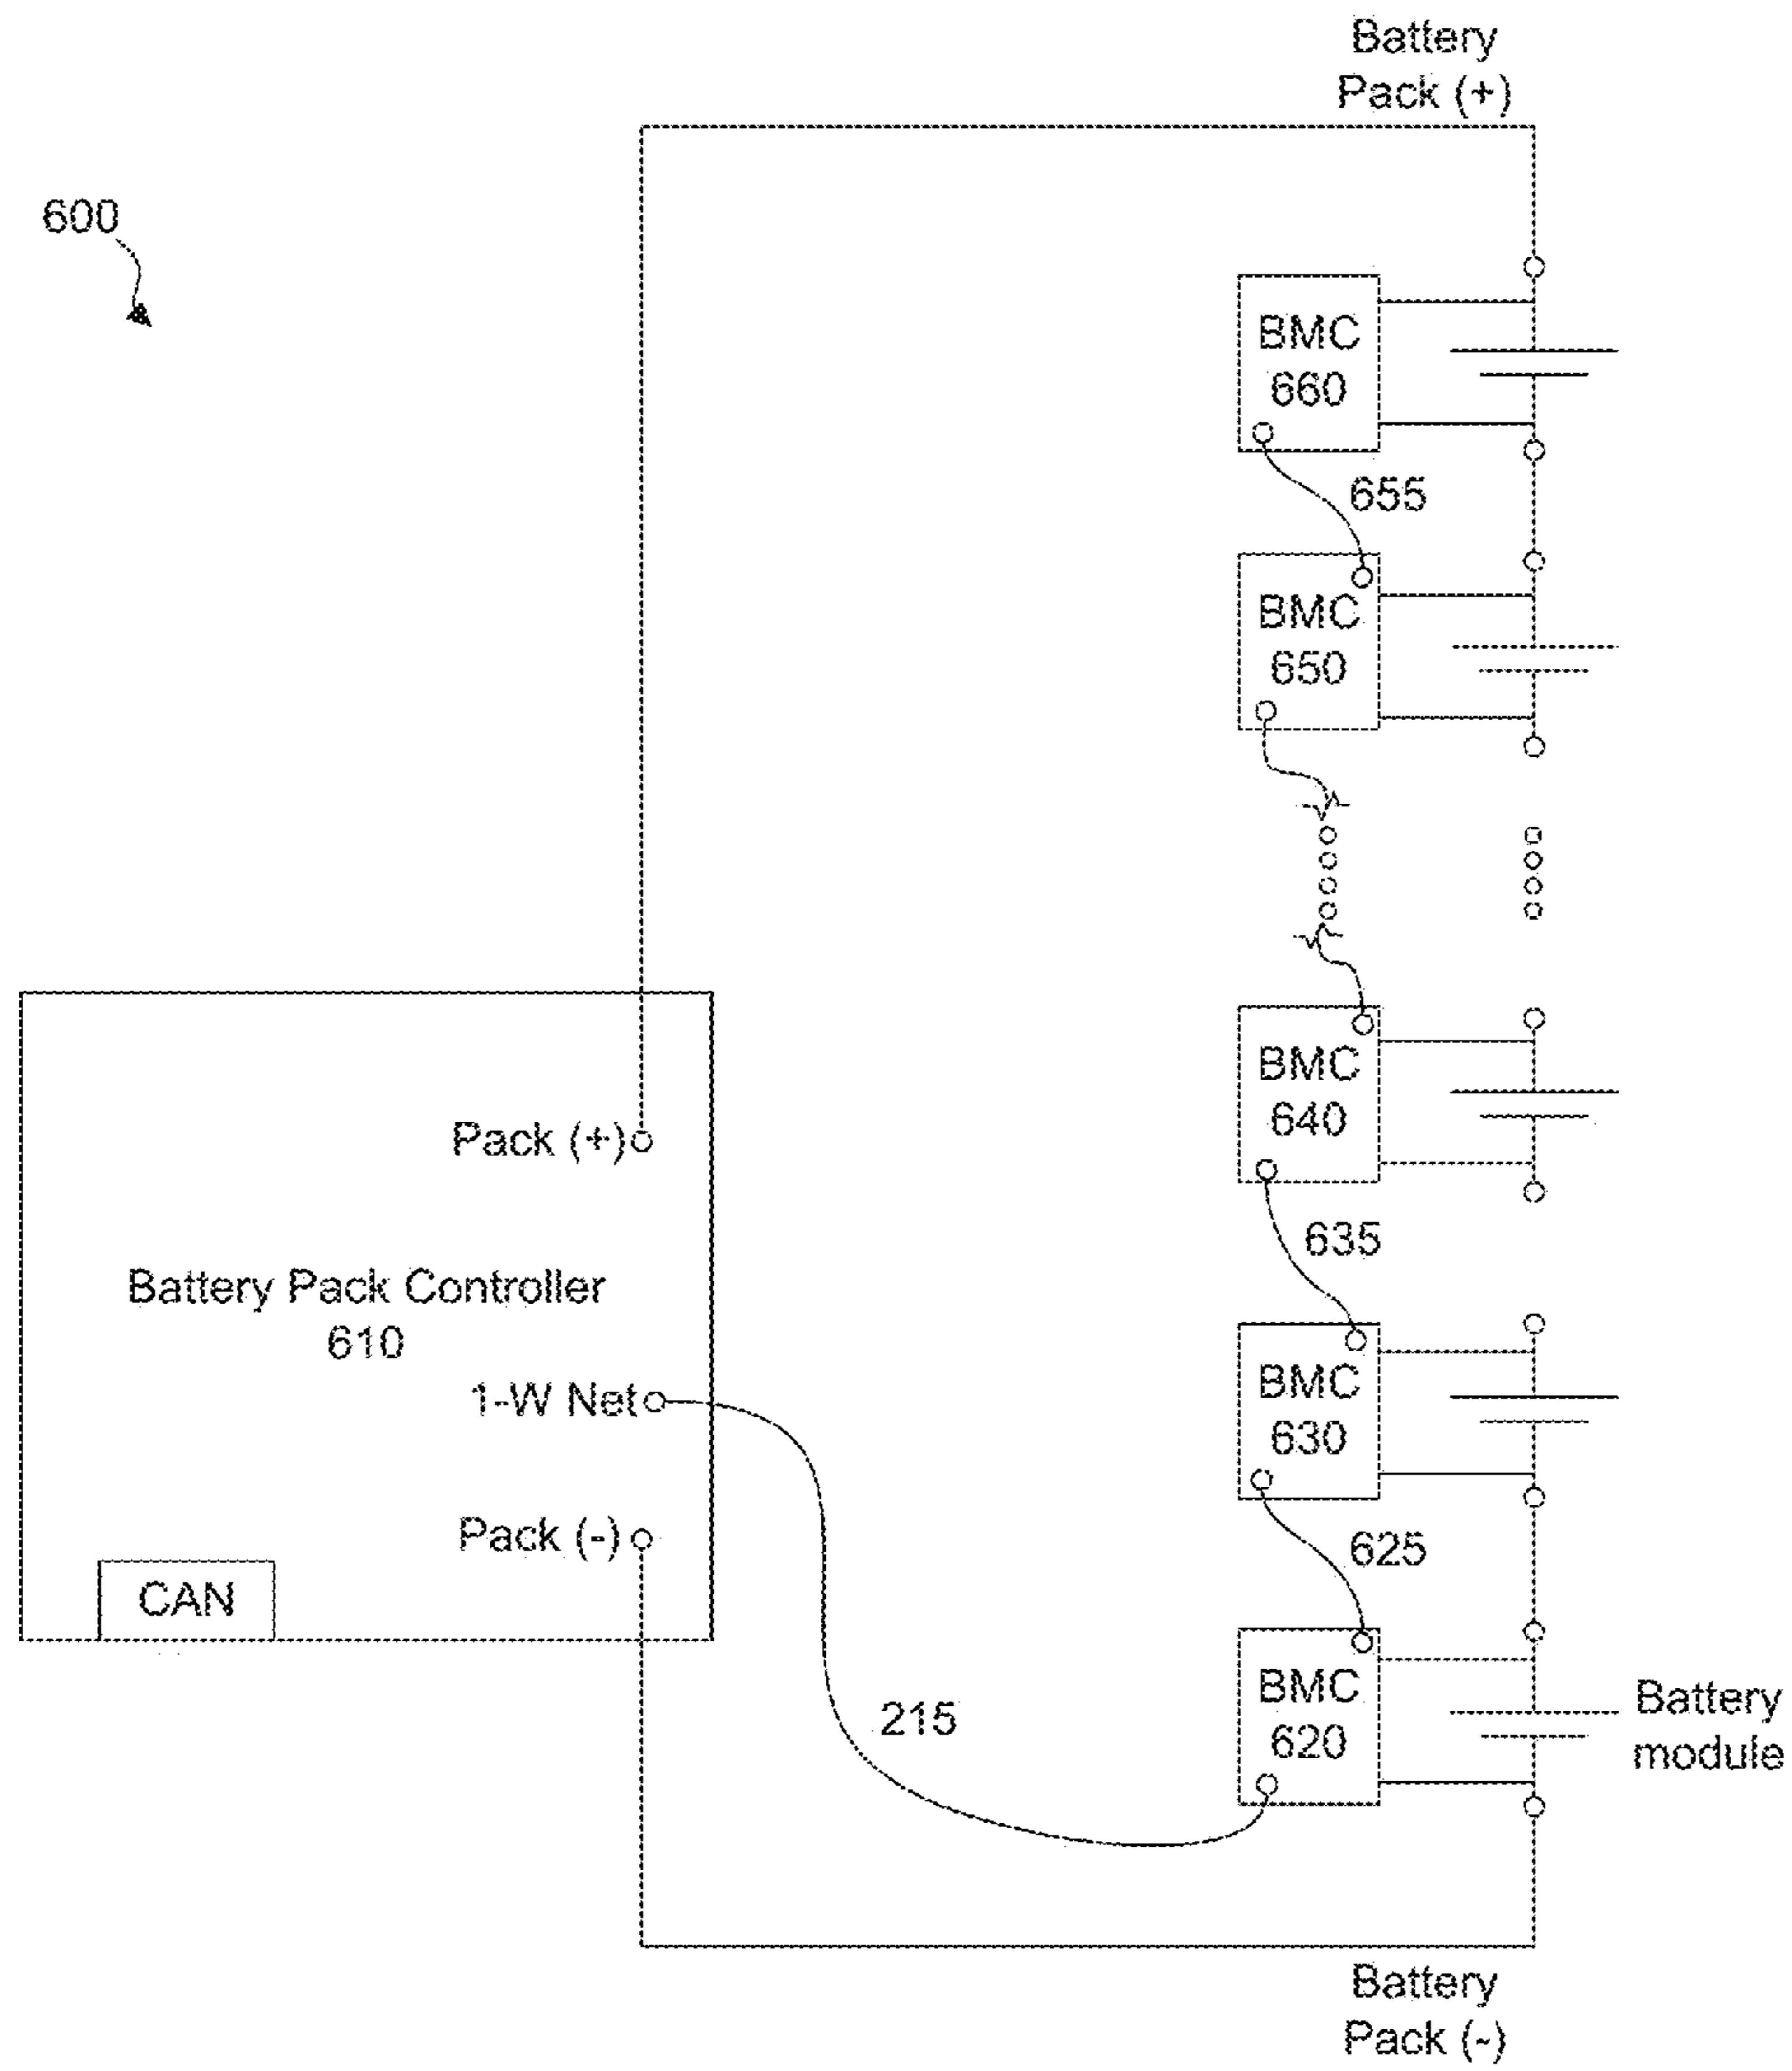 Battery
Pack (+)
600
BMC
660
655
BMC
650
BMC
640
Pack (+)
635
Battery Pack Controller
610
BMC
630
1-W Net
Pack (-)
625
CAN
BMC
620
215
Battery
module
Battery
Pack (-)